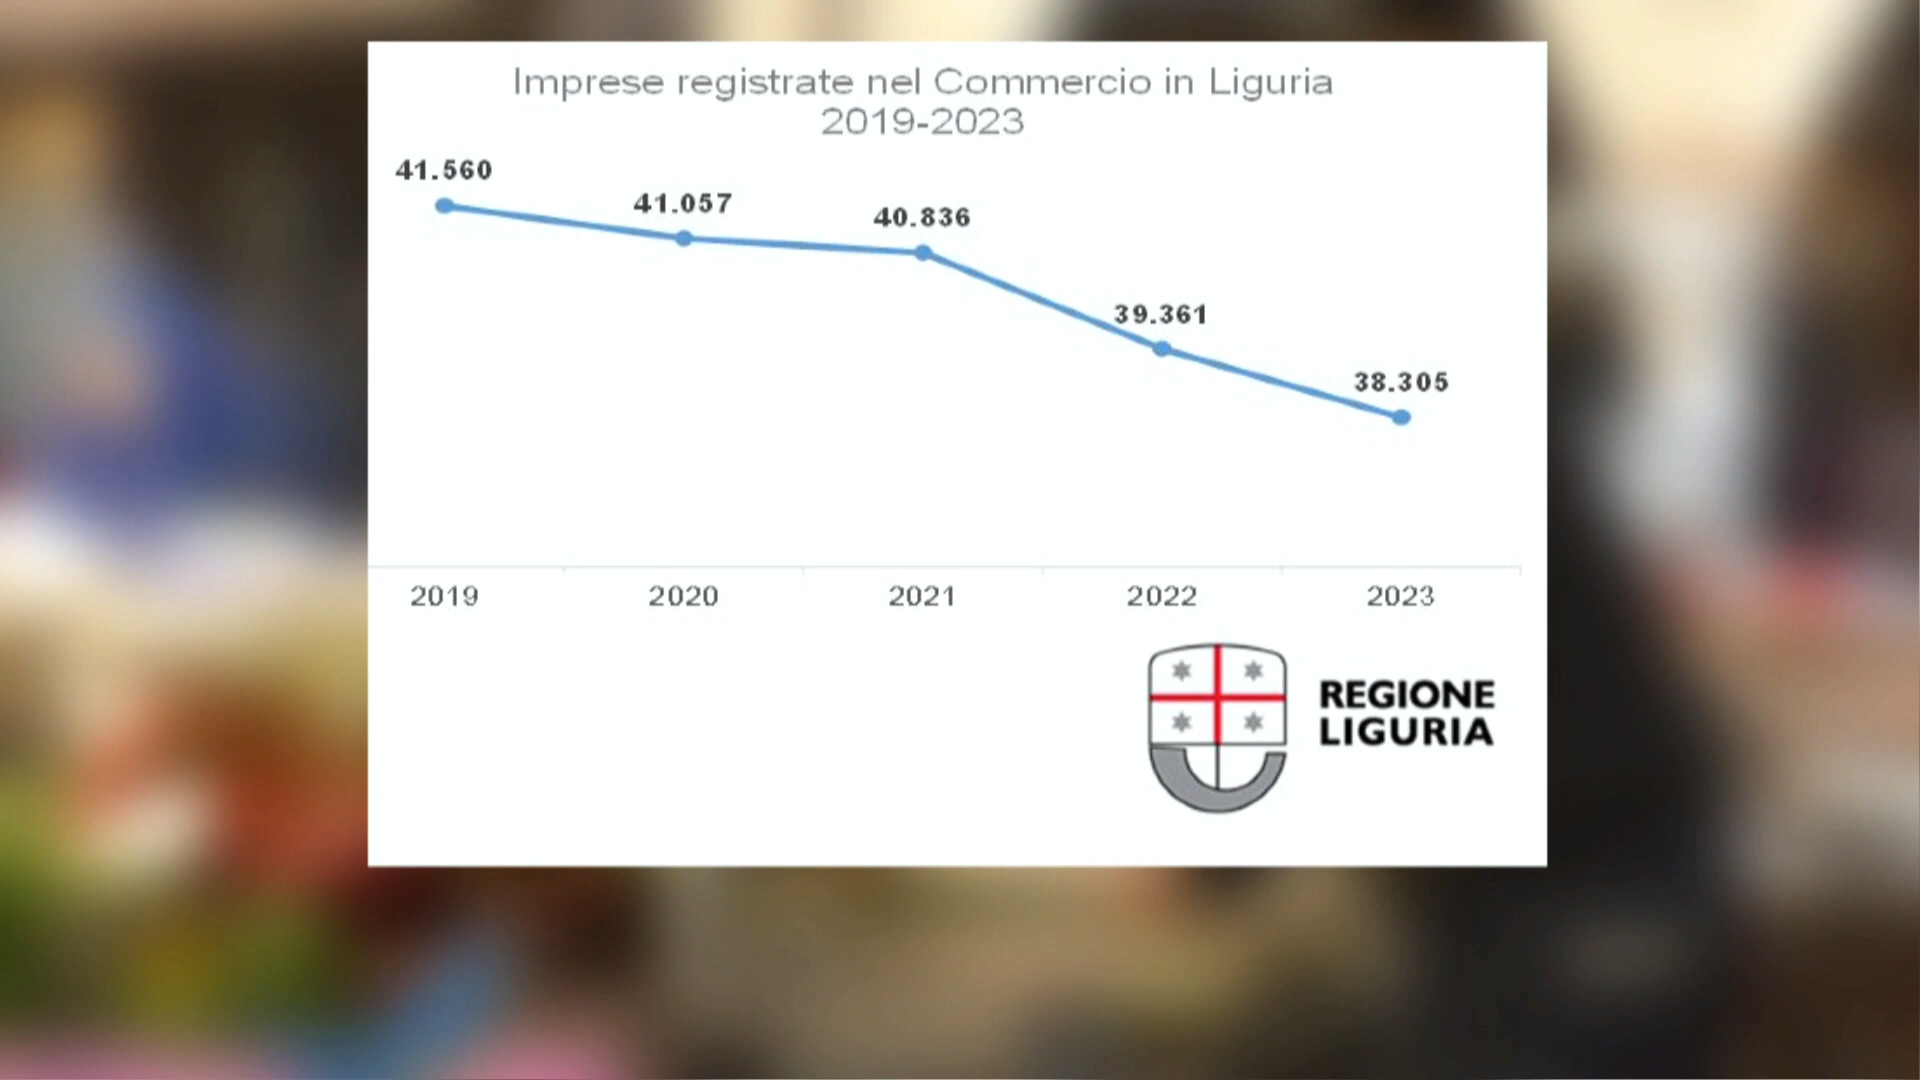 Imprese registrate nel Commercio in Liguria
2019-2023
41.560
41.057
40.836
39.361
38.305
2019 2020 2021 2022 2023
REGIONE
LIGURIA